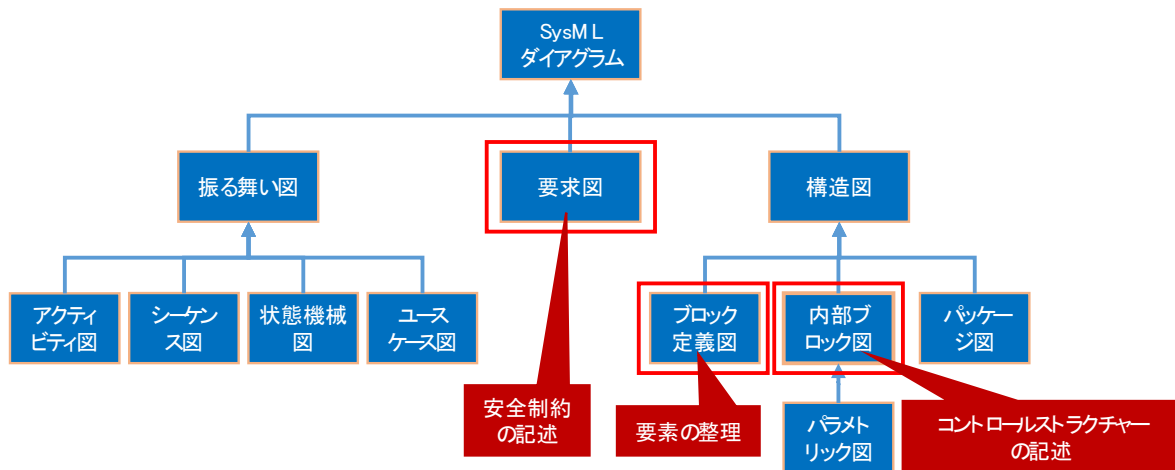 SysML
ダイアグラム
振る舞い図
要求図
構造図
アクティ
ビティ図
シーケン
ス図
状態機械
図
ユース
ケース図
ブロック
定義図
内部ブ
ロック図
パッケー
ジ図
安全制約
の記述
要素の整理
パラメト
リック図
コントロールストラクチャー
の記述